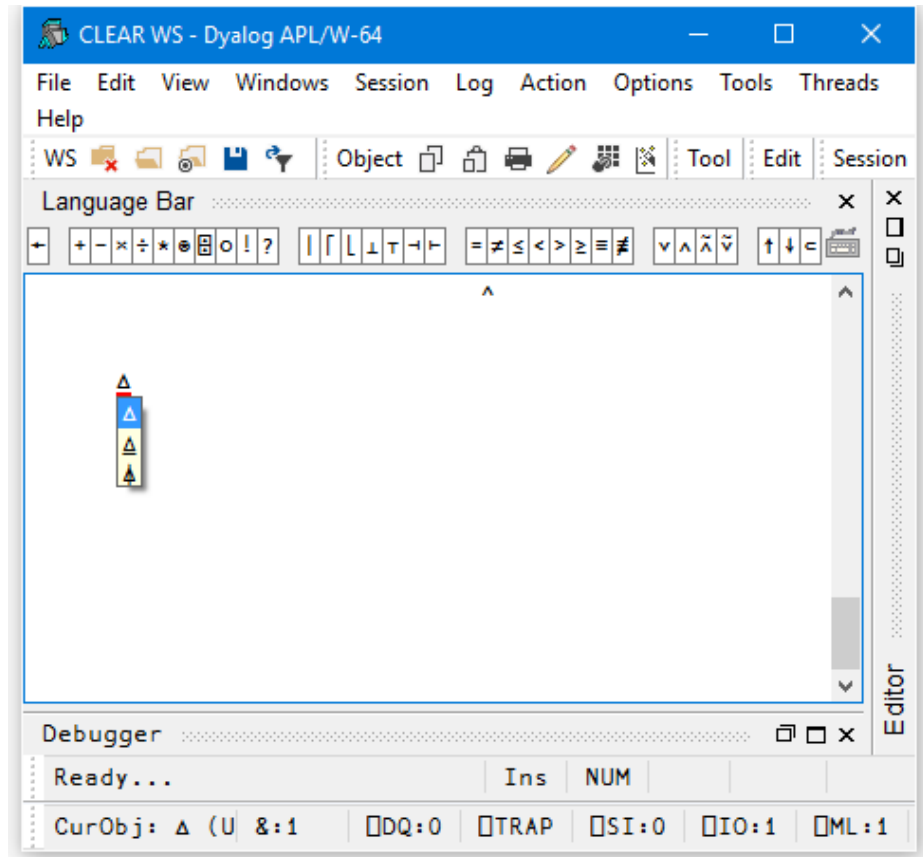 CLEAR WS - Dyalog APL/W-64
File Edit View Windows Session Log Action Options Tools Threads
Help
WS Object Tool Edit Session
Language Bar
← + - × ÷ * ⍟ ⌹ ○ ! ? | ⌈ ⌊ ⊥ ⊤ ⊣ ⊢ = ≠ ≤ < > ≥ ≡ ≢ ∨ ∧ ⍲ ⍱ ↑ ↓ ⊂
^
∆
∆
⍙
⍋
Editor
Debugger
Ready... Ins NUM
CurObj: ∆ (U &:1 ⎕DQ:0 ⎕TRAP ⎕SI:0 ⎕IO:1 ⎕ML:1